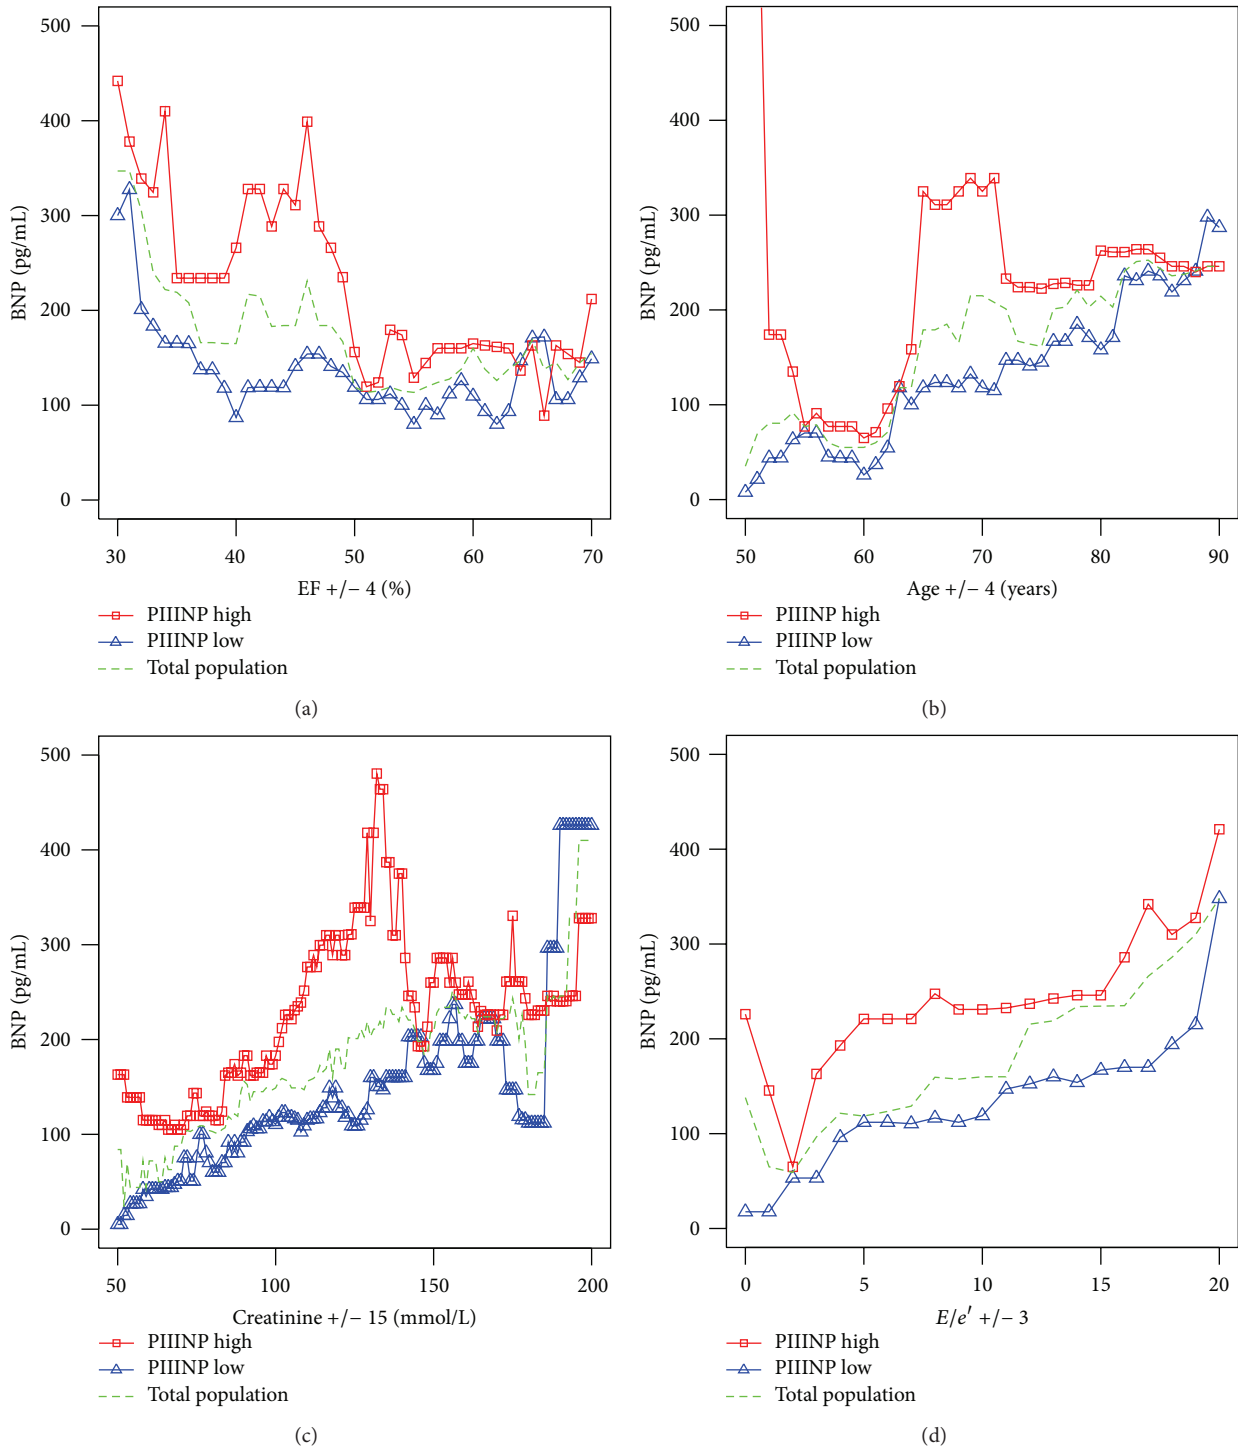 500
400
300
200
100
0
BNP (pg/mL)
30 40 50 60 70
EF +/− 4 (%)
PIIINP high
PIIINP low
Total population
(a)
500
400
300
200
100
0
BNP (pg/mL)
50 60 70 80 90
Age +/− 4 (years)
PIIINP high
PIIINP low
Total population
(b)
500
400
300
200
100
0
BNP (pg/mL)
50 100 150 200
Creatinine +/− 15 (mmol/L)
PIIINP high
PIIINP low
Total population
(c)
500
400
300
200
100
0
BNP (pg/mL)
0 5 10 15 20
E/e′ +/− 3
PIIINP high
PIIINP low
Total population
(d)